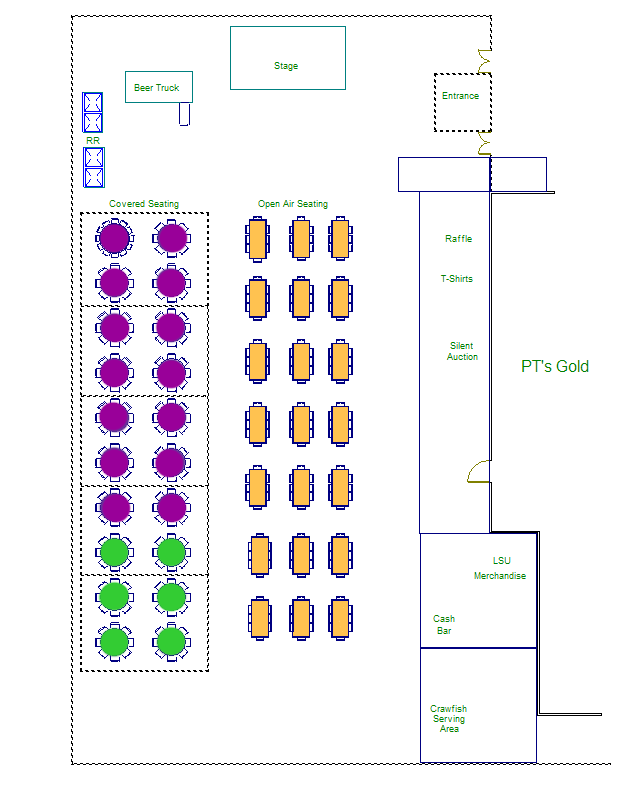 Stage
Beer Truck
Entrance
RR
Covered Seating
Open Air Seating
Raffle
T-Shirts
Silent
Auction
PT's Gold
LSU
Merchandise
Cash
Bar
Crawfish
Serving
Area